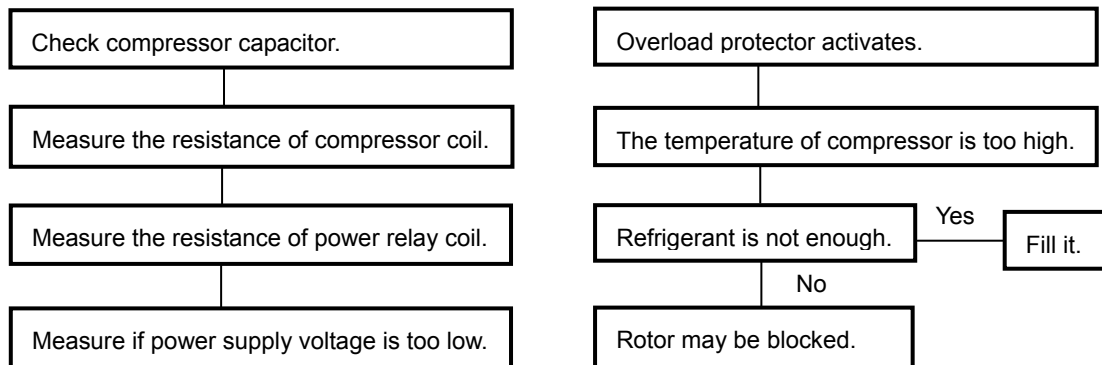 Check compressor capacitor.
Measure the resistance of compressor coil.
Measure the resistance of power relay coil.
Measure if power supply voltage is too low.
Overload protector activates.
The temperature of compressor is too high.
Refrigerant is not enough.
Yes
Fill it.
No
Rotor may be blocked.